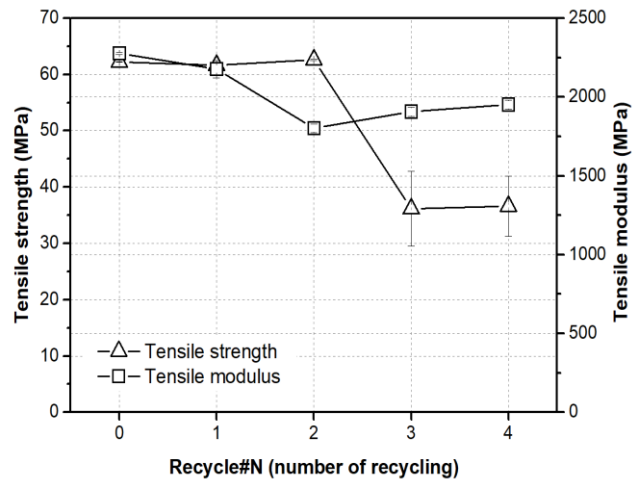 70
60
50
40
30
20
10
0
Tensile strength (MPa)
2500
2000
1500
1000
500
0
Tensile modulus (MPa)
Tensile strength
Tensile modulus
0 1 2 3 4
Recycle#N (number of recycling)